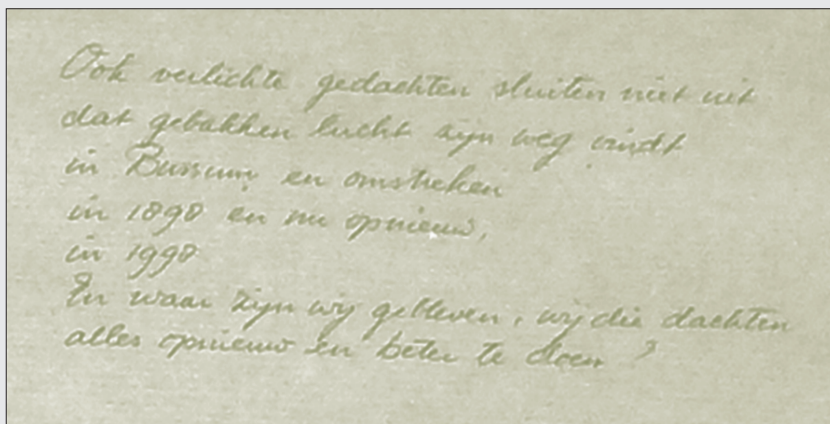 Ook verlichte gedachten sluiten niet uit
dat gebakken lucht zijn weg vindt
in Bussum en omstreken
in 1898 en nu opnieuw,
in 1998
En waar zijn wij gebleven, wij die dachten
alles opnieuw en beter te doen?